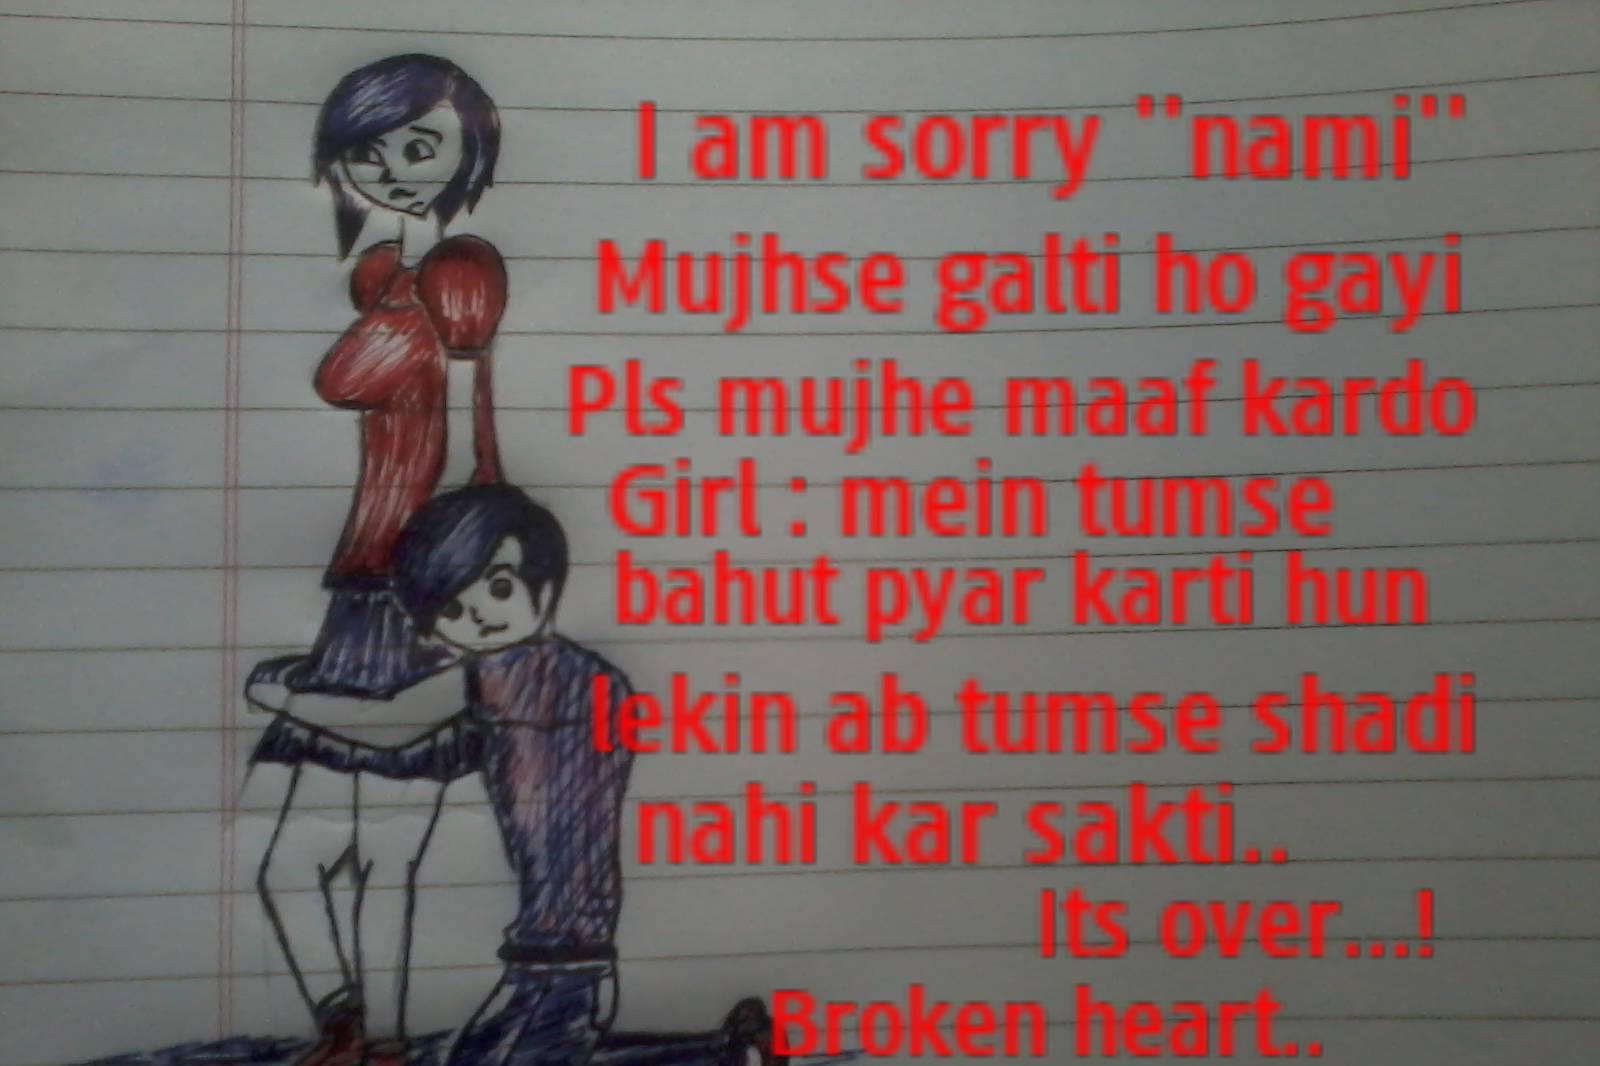 I am sorry "nami"
Mujhse galti ho gayi
Pls mujhe maaf kardo
Girl : mein tumse
bahut pyar karti hun
lekin ab tumse shadi
nahi kar sakti..
Its over...!
Broken heart..